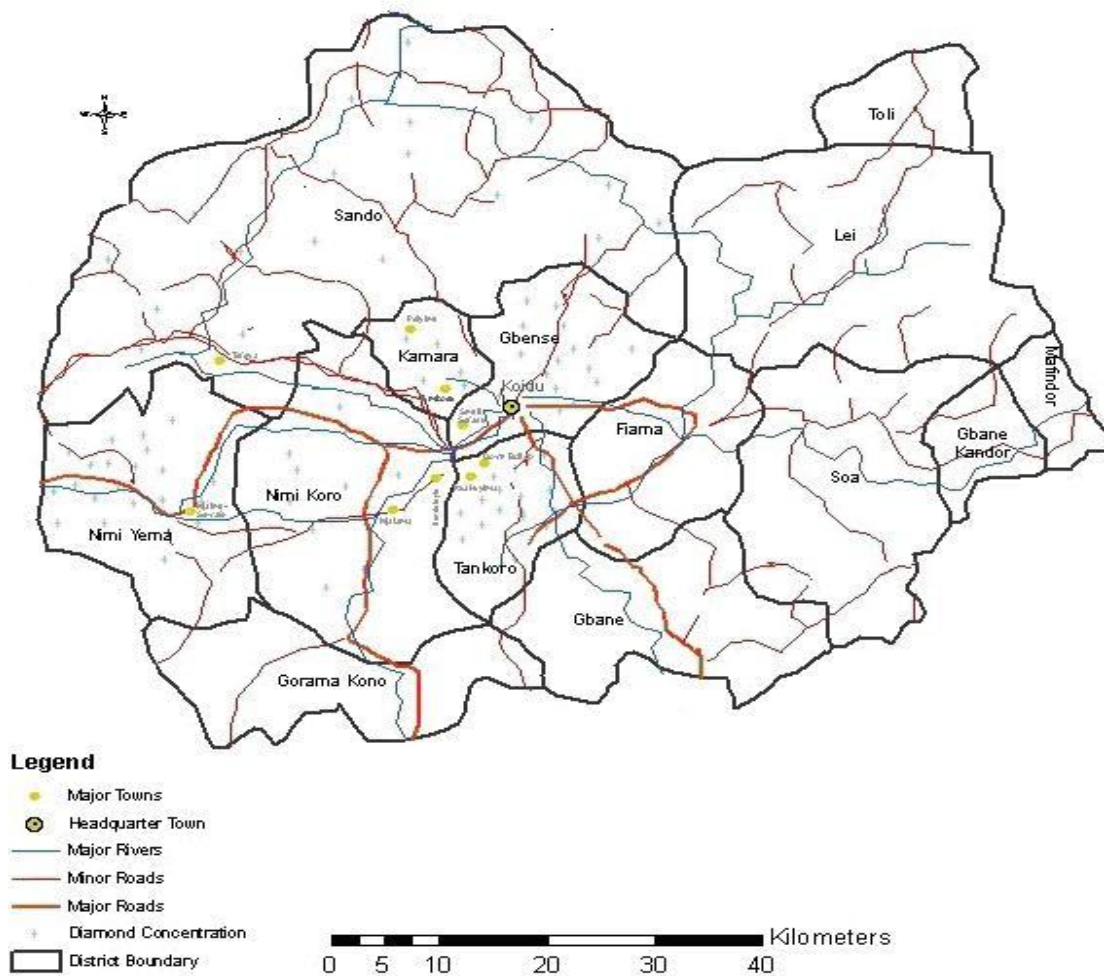 N
Toli
Sando
Lei
Gbense
Kamara
Mafindor
Koidu
Fiama
Gbane
Kandor
Soa
Nimi Koro
Nimi Yema
Tankoro
Gbane
Gorama Kono
Legend
Major Towns
Headquarter Town
Major Rivers
Minor Roads
Major Roads
Diamond Concentration
District Boundary
Kilometers
0 5 10 20 30 40